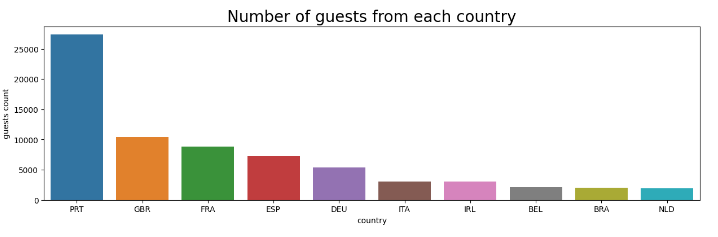 Number of guests from each country
guests count
25000
20000
15000
10000
5000
0
PRT GBR FRA ESP DEU ITA IRL BEL BRA NLD
country